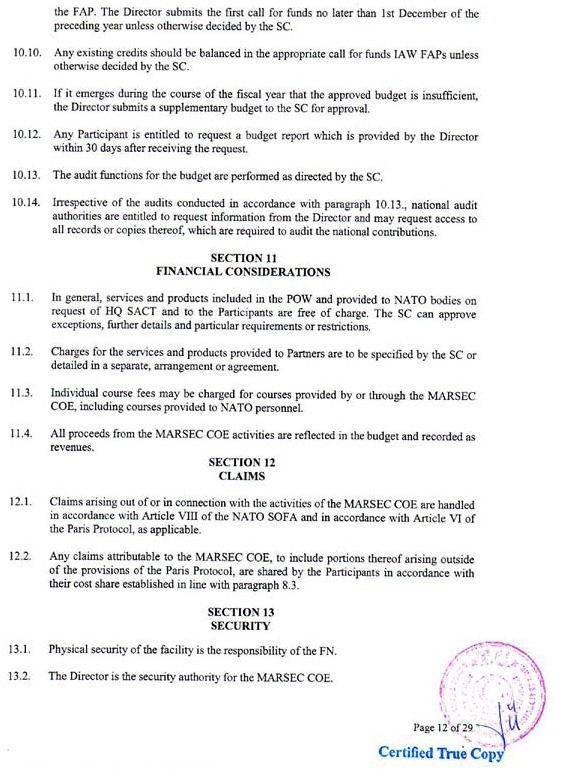 the FAP. The Director submits the first call for funds no later than 1st December of the
preceding year unless otherwise decided by the SC.
10.10. Any existing credits should be balanced in the appropriate call for funds IAW FAPs unless
otherwise decided by the SC.
10.11. If it emerges during the course of the fiscal year that the approved budget is insufficient,
the Director submits a supplementary budget to the SC for approval.
10.12. Any Participant is entitled to request a budget report which is provided by the Director
within 30 days after receiving the request.
10.13. The audit functions for the budget are performed as directed by the SC.
10.14. Irrespective of the audits conducted in accordance with paragraph 10.13., national audit
authorities are entitled to request information from the Director and may request access to
all records or copies thereof, which are required to audit the national contributions.
SECTION 11
FINANCIAL CONSIDERATIONS
11.1. In general, services and products included in the POW and provided to NATO bodies on
request of HQ SACT and to the Participants are free of charge. The SC can approve
exceptions, further details and particular requirements or restrictions.
11.2. Charges for the services and products provided to Partners are to be specified by the SC or
detailed in a separate, arrangement or agreement.
11.3. Individual course fees may be charged for courses provided by or through the MARSEC
COE, including courses provided to NATO personnel.
11.4. All proceeds from the MARSEC COE activities are reflected in the budget and recorded as
revenues.
SECTION 12
CLAIMS
12.1. Claims arising out of or in connection with the activities of the MARSEC COE are handled
in accordance with Article VIII of the NATO SOFA and in accordance with Article VI of
the Paris Protocol, as applicable.
12.2. Any claims attributable to the MARSEC COE, to include portions thereof arising outside
of the provisions of the Paris Protocol, are shared by the Participants in accordance with
their cost share established in line with paragraph 8.3.
SECTION 13
SECURITY
13.1. Physical security of the facility is the responsibility of the FN.
13.2. The Director is the security authority for the MARSEC COE.
Page 12 of 29
Certified True Copy